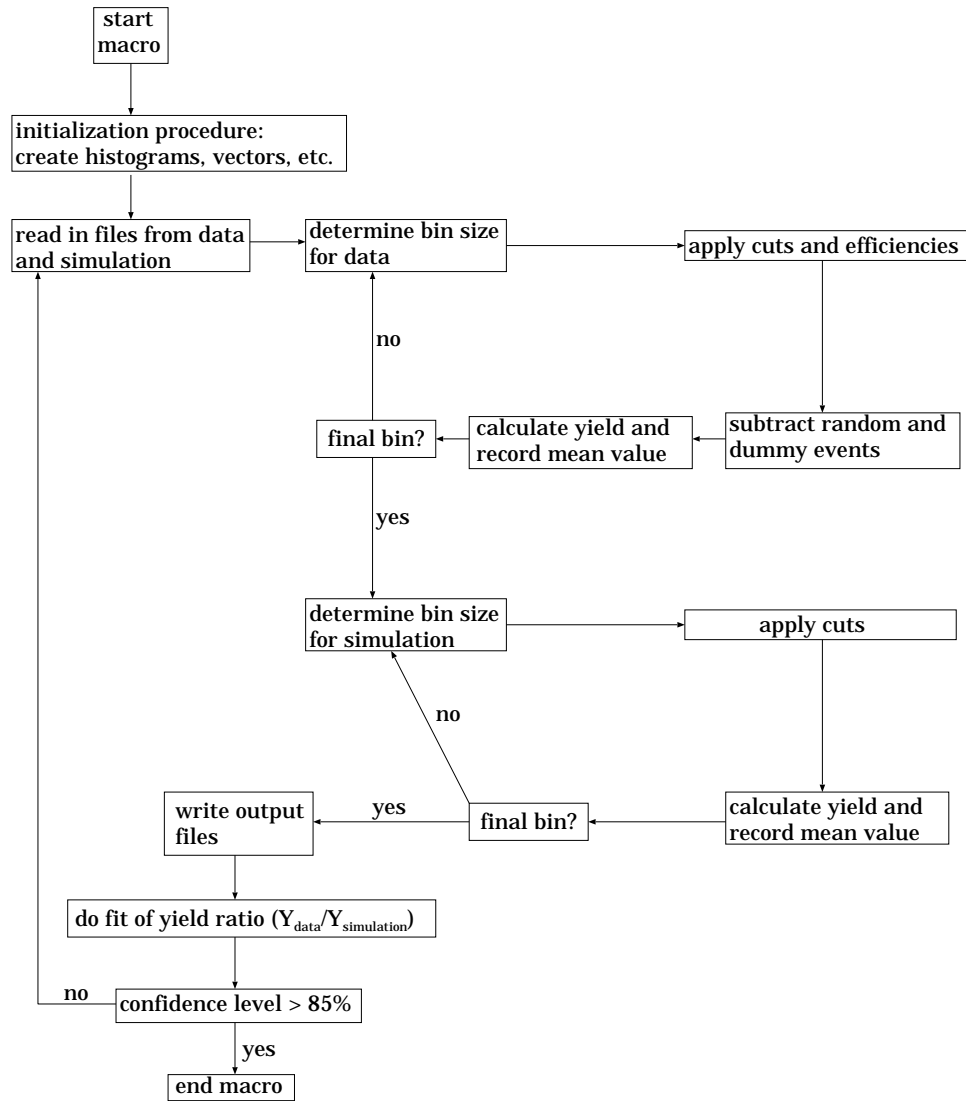 start
macro
initialization procedure:
create histograms, vectors, etc.
read in files from data
and simulation
determine bin size
for data
apply cuts and efficiencies
no
final bin?
calculate yield and
record mean value
subtract random and
dummy events
yes
determine bin size
for simulation
apply cuts
no
write output
files
yes
final bin?
calculate yield and
record mean value
do fit of yield ratio (Ydata/Ysimulation)
no
confidence level > 85%
yes
end macro